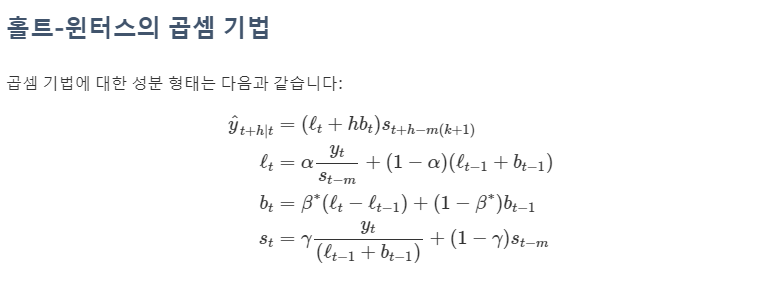 홀트-윈터스의 곱셈 기법
곱셈 기법에 대한 성분 형태는 다음과 같습니다:
$\hat{y}_{t+h|t} = (\ell_t + hb_t)s_{t+h-m(k+1)}$
$\ell_t = \alpha \frac{y_t}{s_{t-m}} + (1 - \alpha)(\ell_{t-1} + b_{t-1})$
$b_t = \beta^*(\ell_t - \ell_{t-1}) + (1 - \beta^*)b_{t-1}$
$s_t = \gamma \frac{y_t}{(\ell_{t-1} + b_{t-1})} + (1 - \gamma)s_{t-m}$